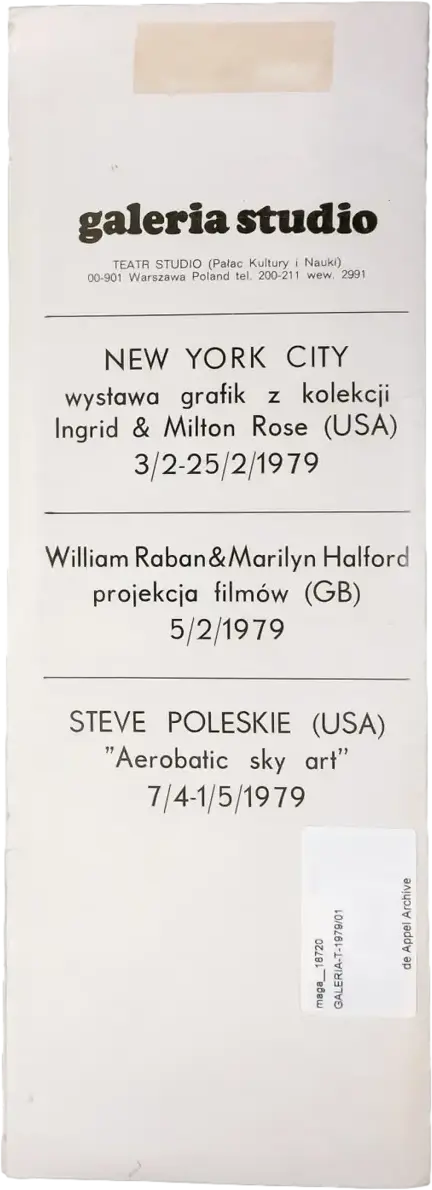 galeria studio
TEATR STUDIO (Pałac Kultury i Nauki)
00-901 Warszawa Poland tel. 200-211 wew. 2991
NEW YORK CITY
wystawa grafik z kolekcji
Ingrid & Milton Rose (USA)
3/2-25/2/1979
William Raban&Marilyn Halford
projekcja filmów (GB)
5/2/1979
STEVE POLESKIE (USA)
"Aerobatic sky art"
7/4-1/5/1979
maga__18720
GALERIA-T-1979/01
de Appel Archive